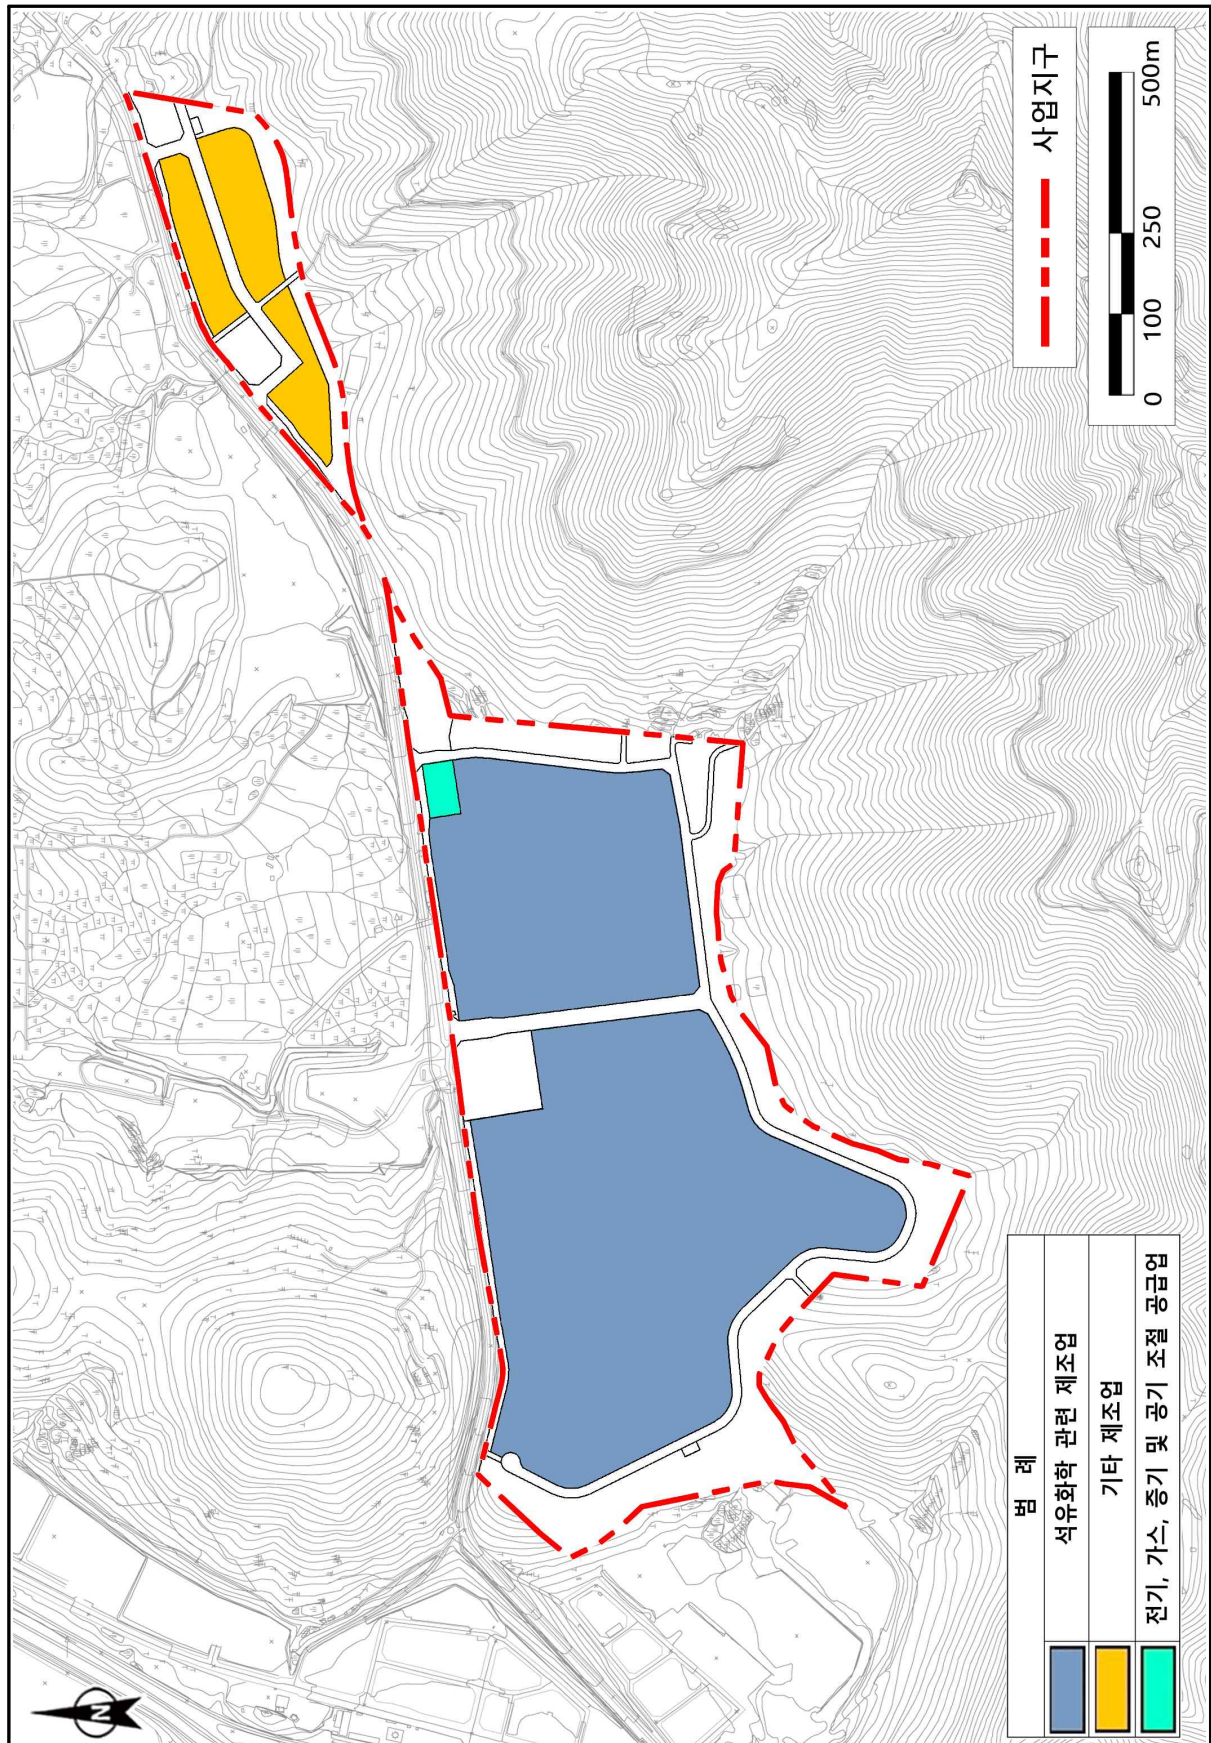 사업지구
0 100 250 500m
범 례
석유화학 관련 제조업
기타 제조업
전기, 가스, 증기 및 공기 조절 공급업
N